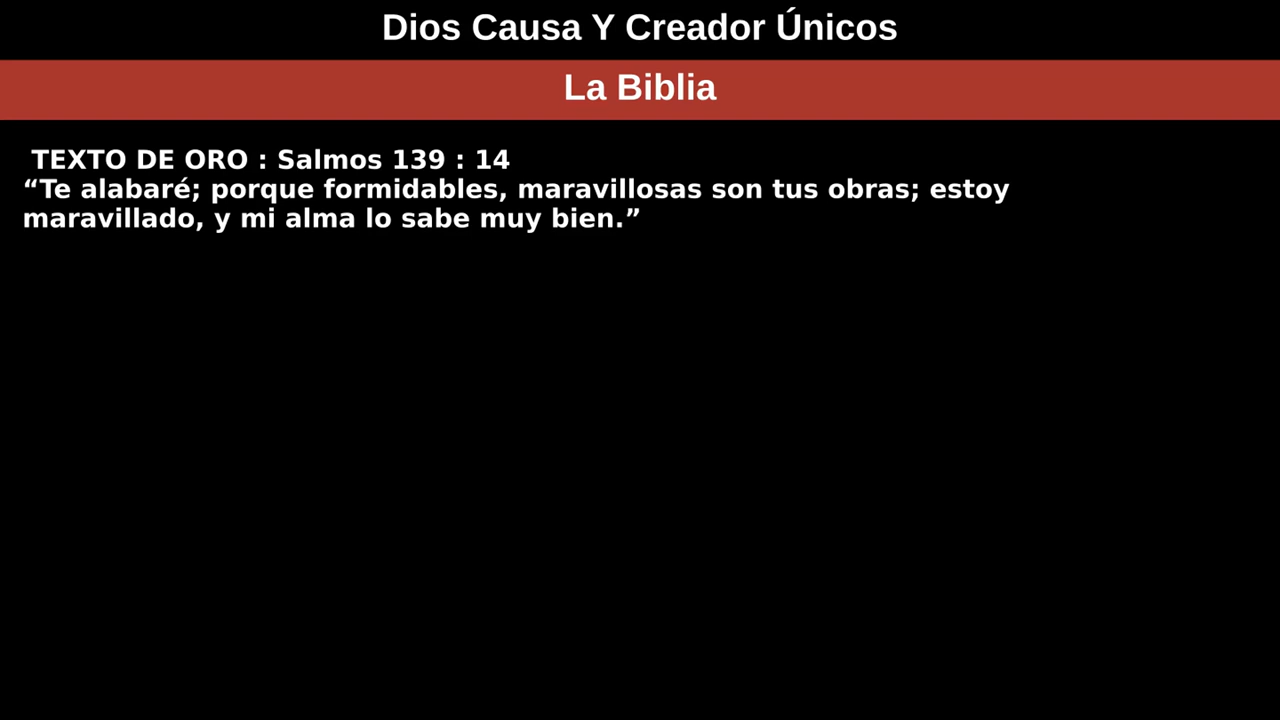 Dios Causa Y Creador Únicos
La Biblia
TEXTO DE ORO : Salmos 139 : 14
“Te alabaré; porque formidables, maravillosas son tus obras; estoy
maravillado, y mi alma lo sabe muy bien.”